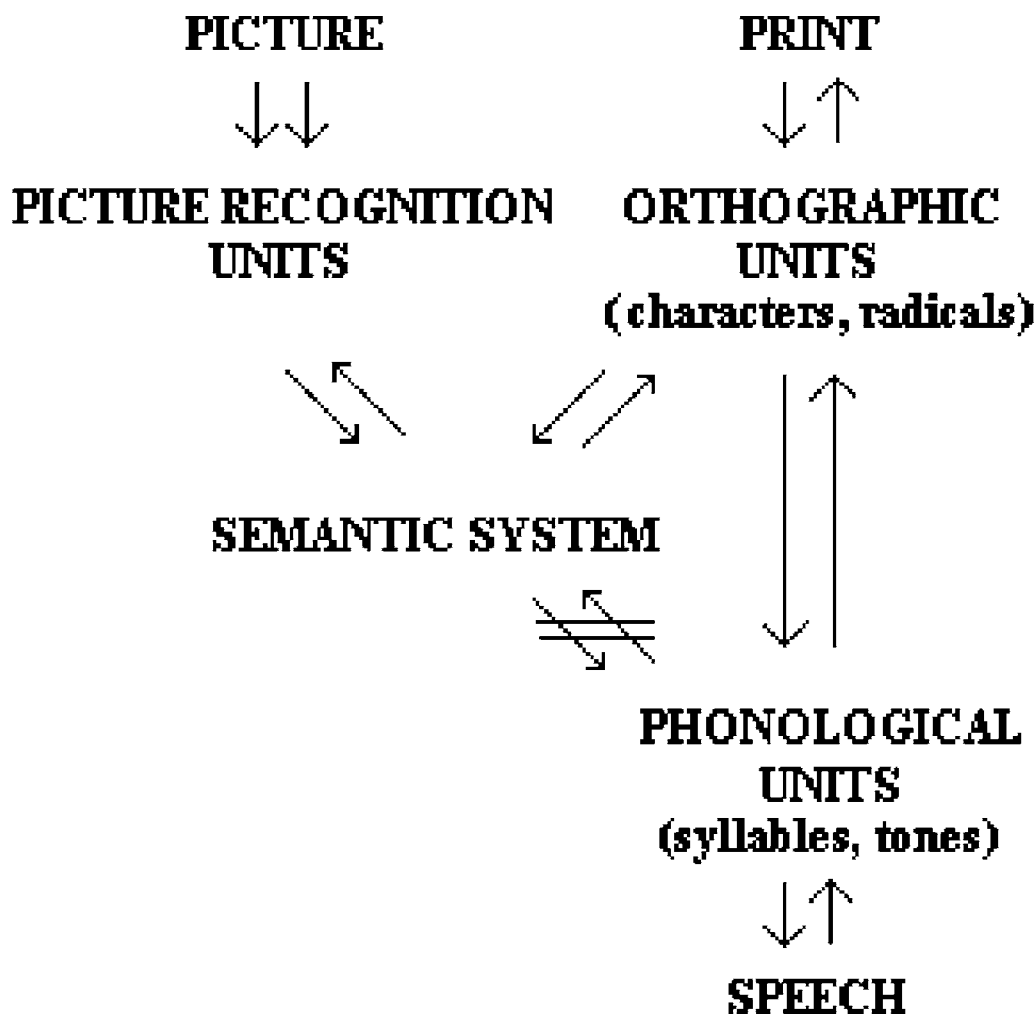 PICTURE
PRINT
PICTURE RECOGNITION
UNITS
ORTHOGRAPHIC
UNITS
(characters, radicals)
SEMANTIC SYSTEM
PHONOLOGICAL
UNITS
(syllables, tones)
SPEECH